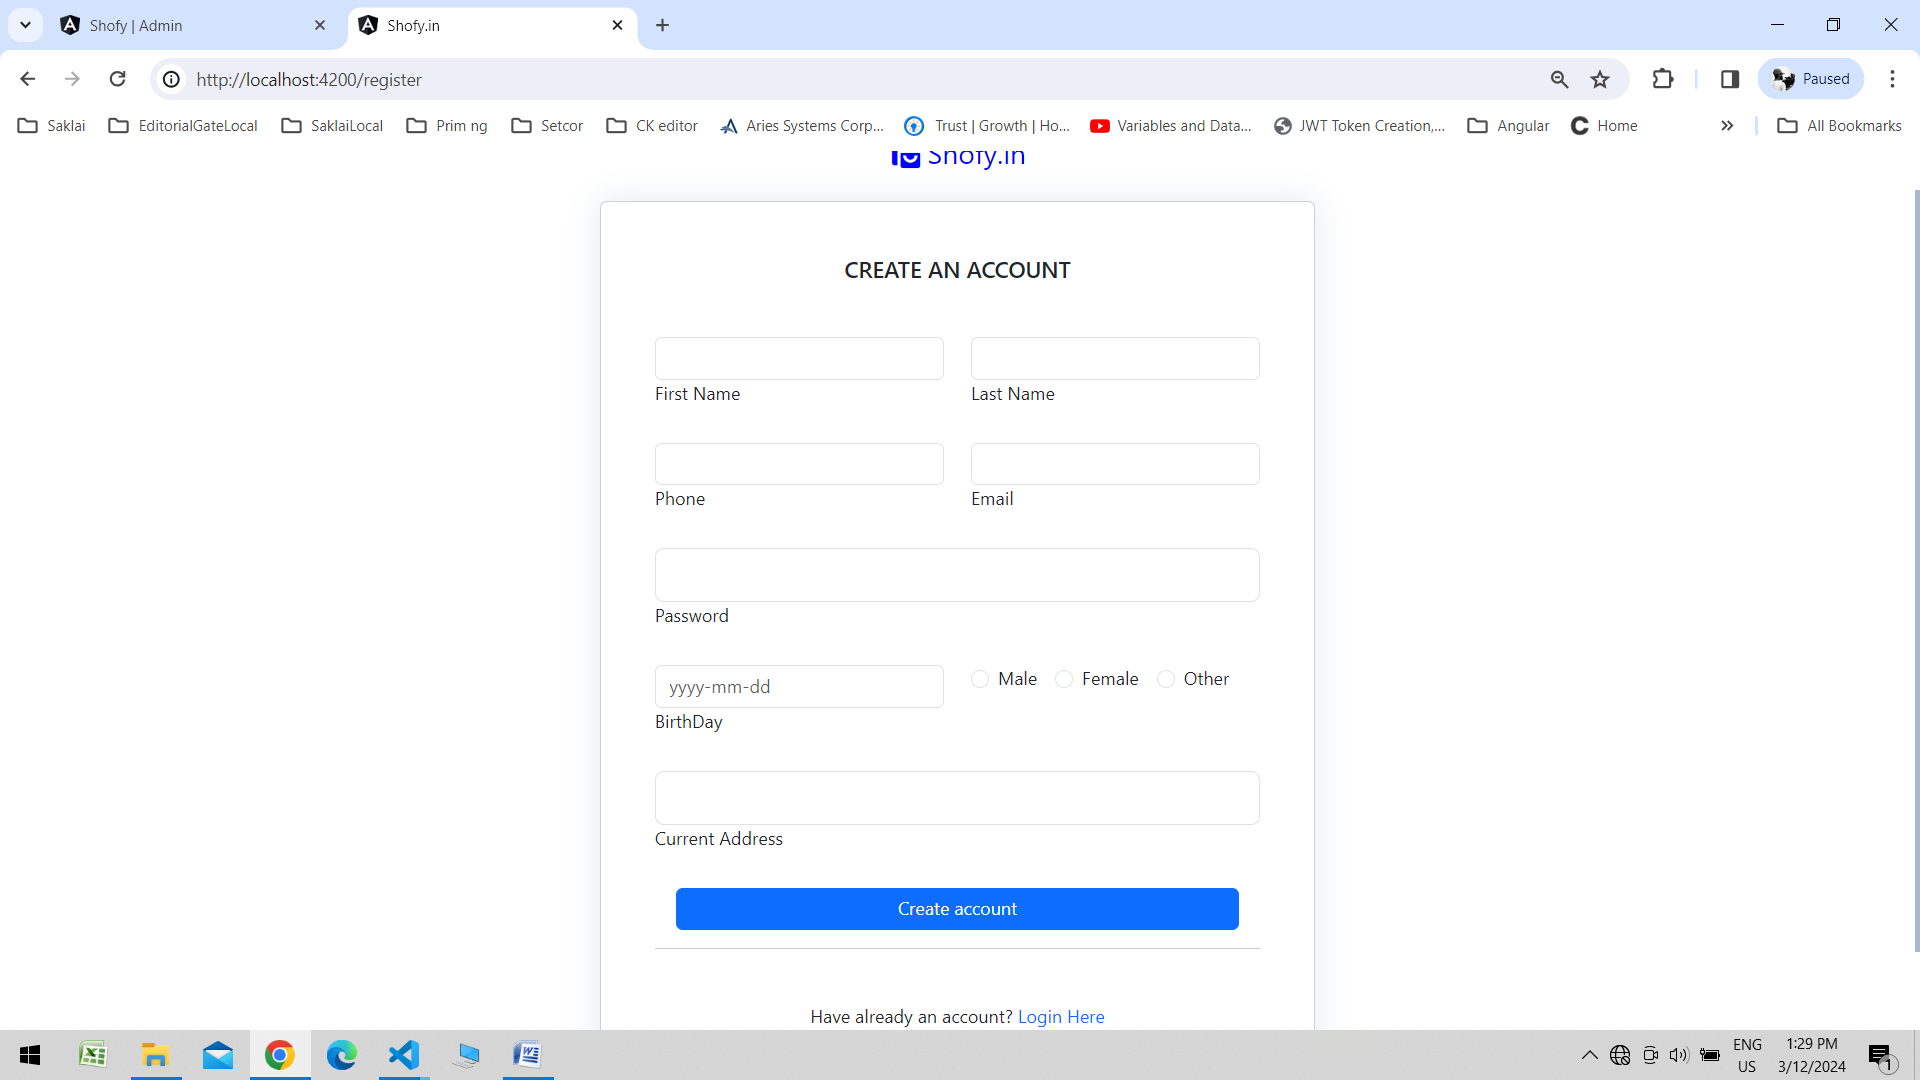 Shofy | Admin
Shofy.in
http://localhost:4200/register
Paused
Saklai
EditorialGateLocal
SaklaiLocal
Prim ng
Setcor
CK editor
Aries Systems Corp...
Trust | Growth | Ho...
Variables and Data...
JWT Token Creation,...
Angular
Home
All Bookmarks
Shofy.in
CREATE AN ACCOUNT
First Name
Last Name
Phone
Email
Password
yyyy-mm-dd
Male
Female
Other
BirthDay
Current Address
Create account
Have already an account? Login Here
ENG
US
1:29 PM
3/12/2024
1